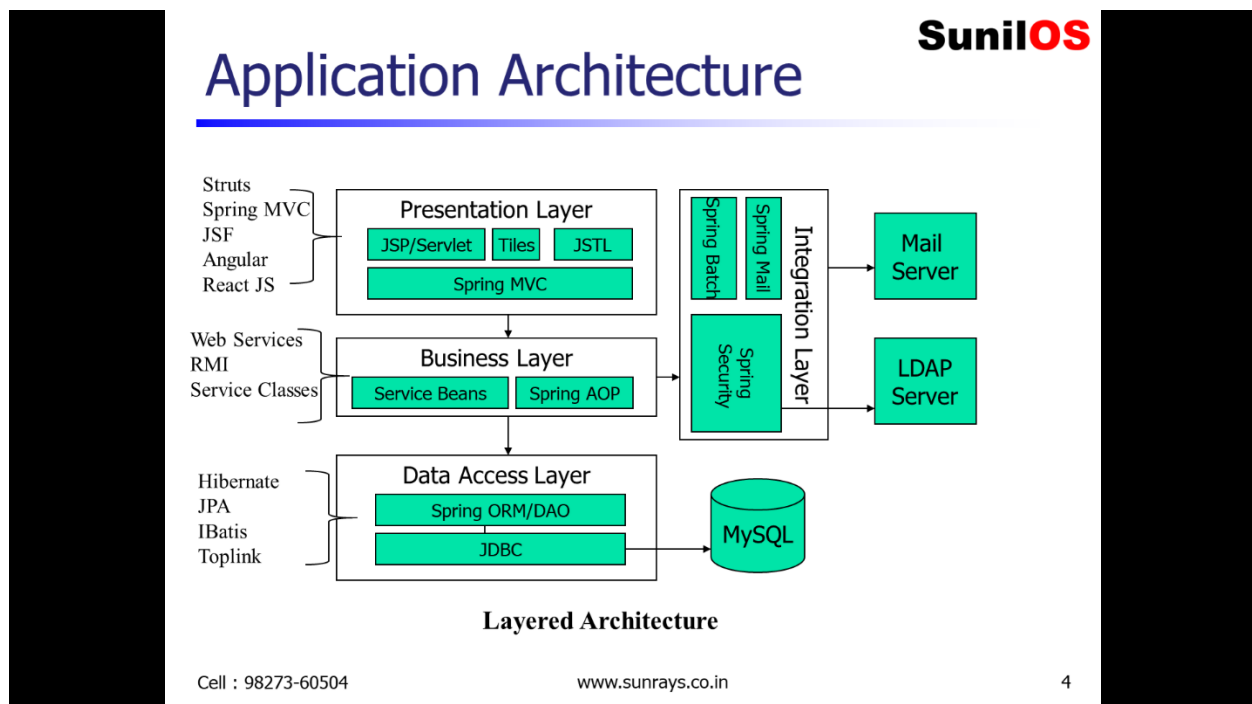 SunilOS
Application Architecture
Struts
Spring MVC
JSF
Angular
React JS
Presentation Layer
JSP/Servlet
Tiles
JSTL
Spring MVC
Web Services
RMI
Service Classes
Business Layer
Service Beans
Spring AOP
Hibernate
JPA
IBatis
Toplink
Data Access Layer
Spring ORM/DAO
JDBC
Spring Batch
Spring Mail
Integration Layer
Spring
Security
Mail
Server
LDAP
Server
MySQL
Layered Architecture
Cell : 98273-60504
www.sunrays.co.in
4